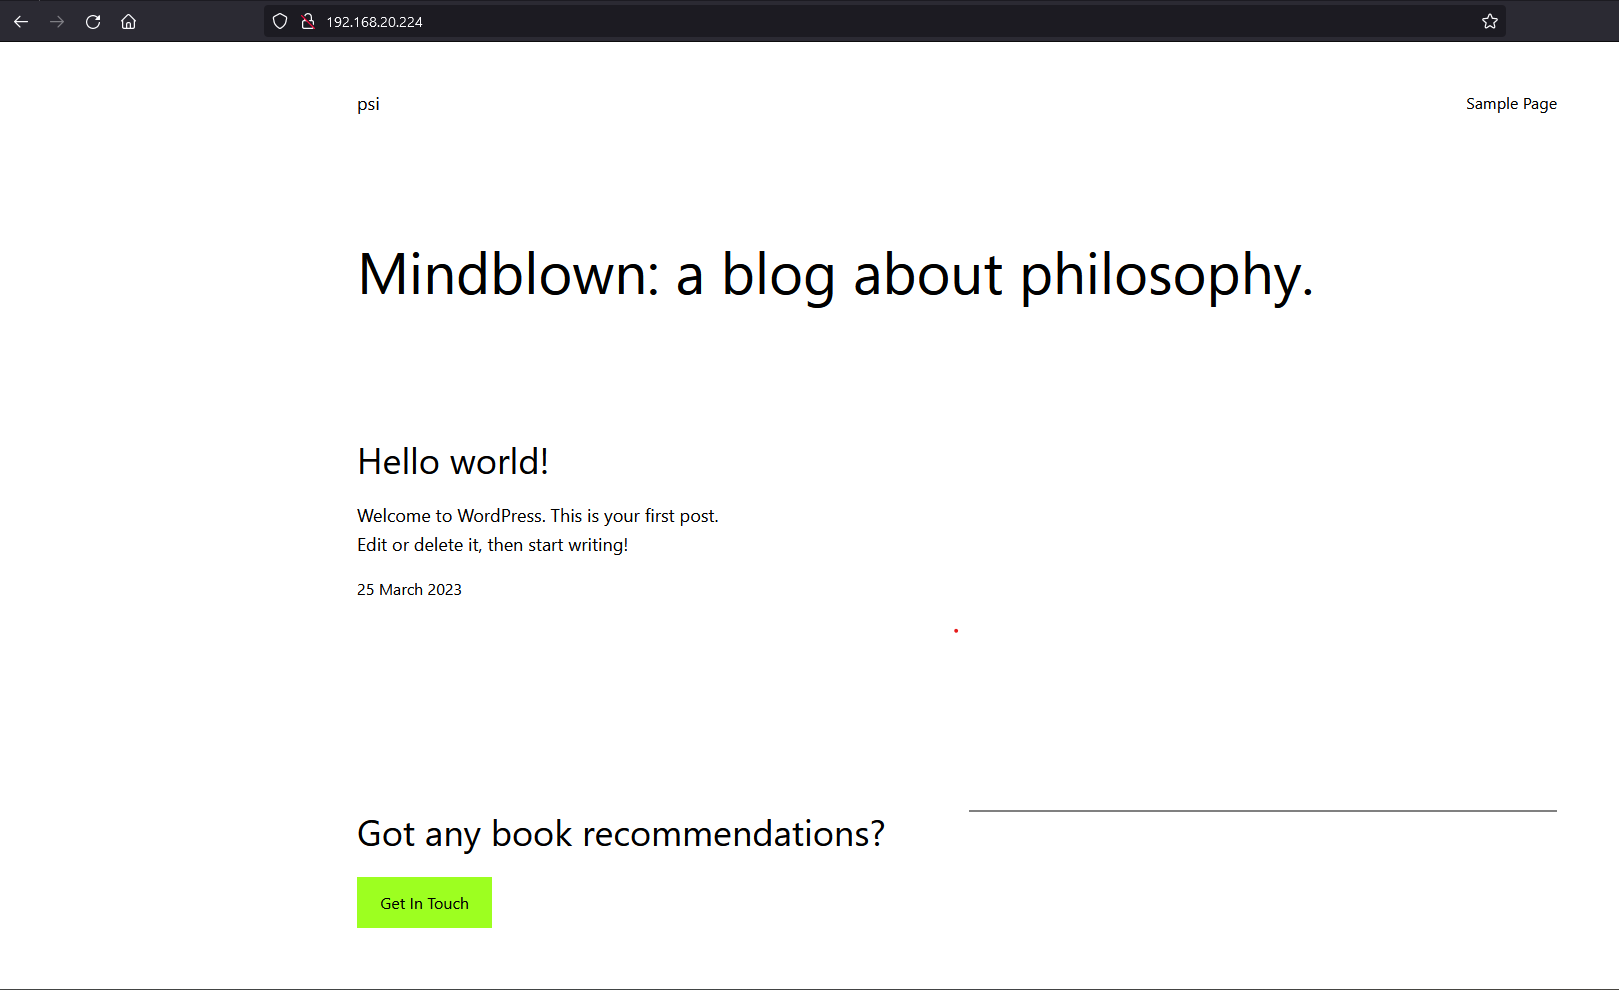 192.168.20.224
psi
Sample Page
Mindblown: a blog about philosophy.
Hello world!
Welcome to WordPress. This is your first post.
Edit or delete it, then start writing!
25 March 2023
Got any book recommendations?
Get In Touch